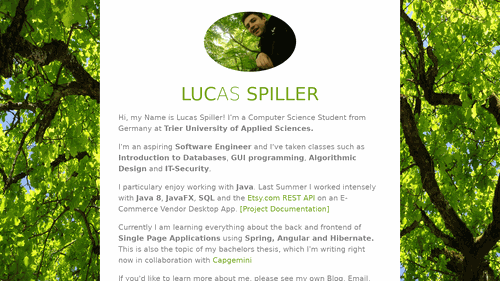 LUCAS SPILLER
Hi, my Name is Lucas Spiller! I'm a Computer Science Student from
Germany at Trier University of Applied Sciences.
I'm an aspiring Software Engineer and I've taken classes such as
Introduction to Databases, GUI programming, Algorithmic
Design and IT-Security.
I particulary enjoy working with Java. Last Summer I worked intensely
with Java 8, JavaFX, SQL and the Etsy.com REST API on an E-
Commerce Vendor Desktop App. [Project Documentation]
Currently I am learning everything about the back and frontend of
Single Page Applications using Spring, Angular and Hibernate.
This is also the topic of my bachelors thesis, which I'm writing right
now in collaboration with Capgemini
If you'd like to learn more about me, please see my own Blog, Email,